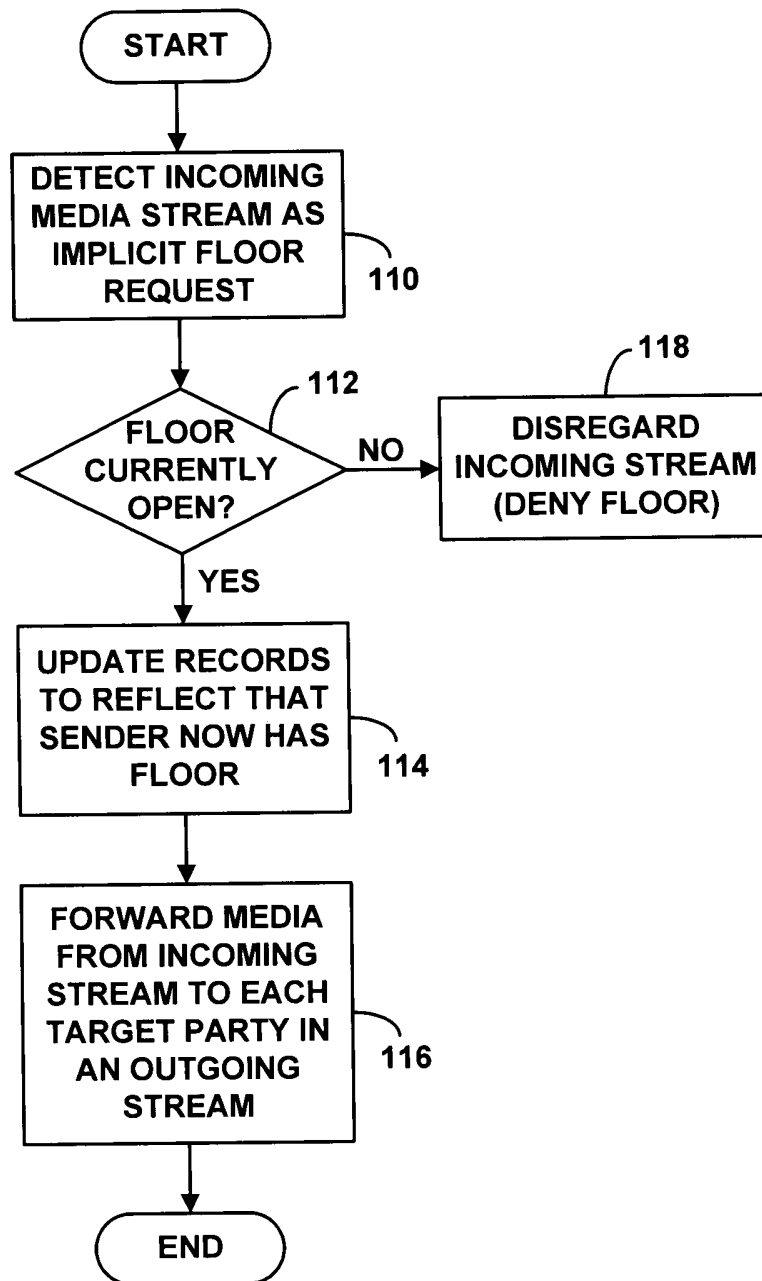 START
DETECT INCOMING
MEDIA STREAM AS
IMPLICIT FLOOR
REQUEST
110
112
FLOOR
CURRENTLY
OPEN?
NO
118
DISREGARD
INCOMING STREAM
(DENY FLOOR)
YES
UPDATE RECORDS
TO REFLECT THAT
SENDER NOW HAS
FLOOR
114
FORWARD MEDIA
FROM INCOMING
STREAM TO EACH
TARGET PARTY IN
AN OUTGOING
STREAM
116
END